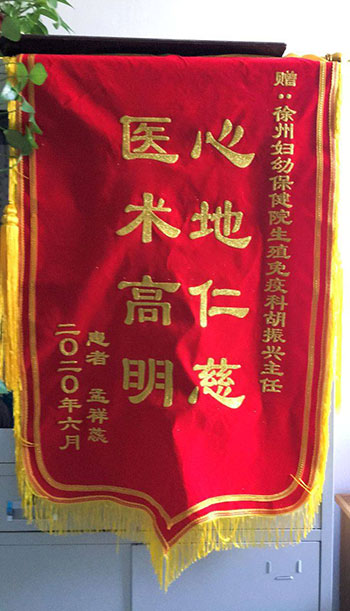 赠：徐州妇幼保健院生殖免疫科胡振兴主任
心地仁慈
医术高明
患者 孟祥蕊
二〇二〇年六月